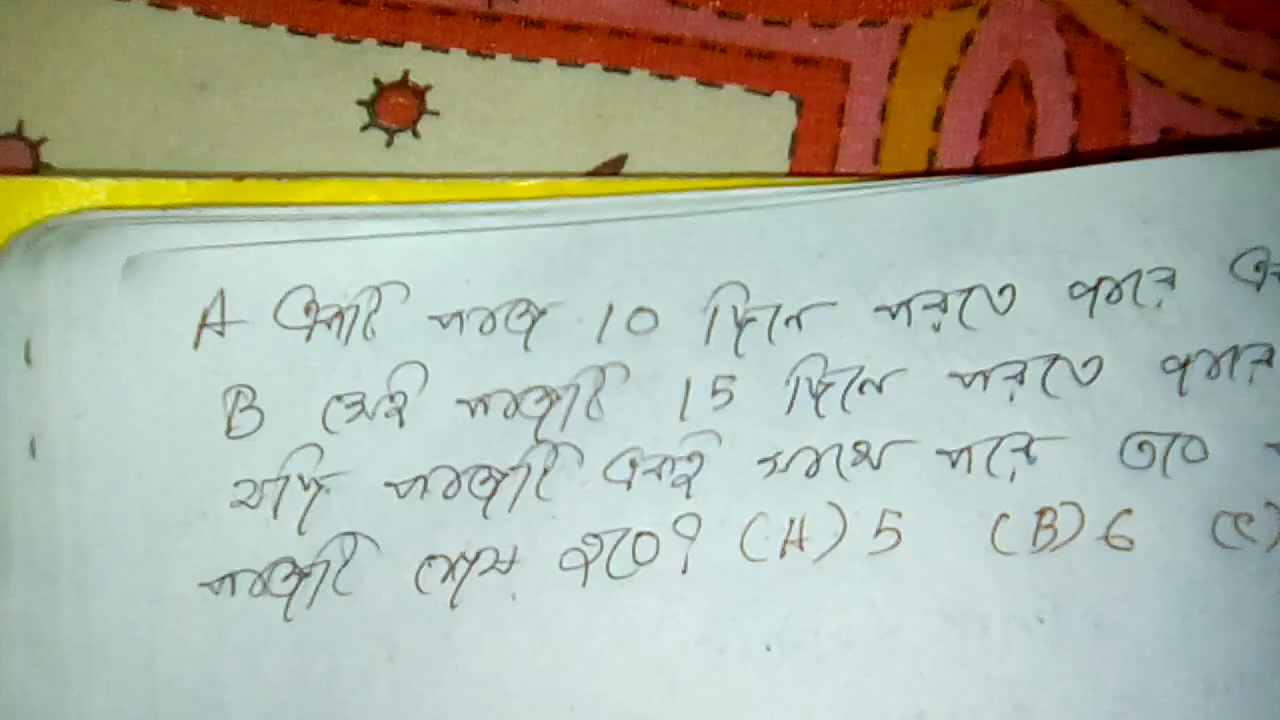 A একটি কাজ 10 দিনে করতে পারে
B সেই কাজটি 15 দিনে করতে পারে
যদি কাজটি একই সাথে করে তবে
কাজটি শেষ হবে? (A) 5 (B) 6 (C)